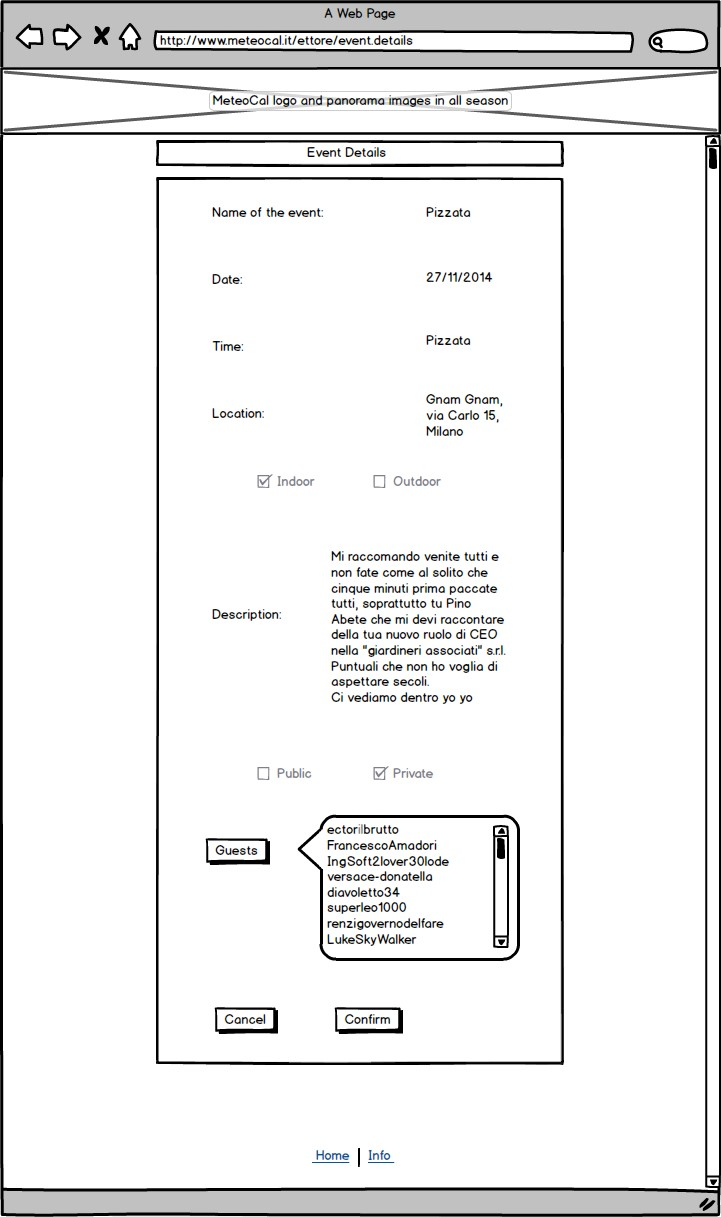 A Web Page
http://www.meteocal.it/ettore/event.details
MeteoCal logo and panorama images in all season
Event Details
Name of the event: Pizzata
Date: 27/11/2014
Time: Pizzata
Location: Gnam Gnam,
via Carlo 15,
Milano
Indoor Outdoor
Mi raccomando venite tutti e
non fate come al solito che
cinque minuti prima paccate
tutti, soprattutto tu Pino
Description: Abete che mi devi raccontare
della tua nuovo ruolo di CEO
nella "giardineri associati" s.r.l.
Puntuali che non ho voglia di
aspettare secoli.
Ci vediamo dentro yo yo
Public Private
Guests
ectorilbrutto
FrancescoAmadori
IngSoft2lover30lode
versace-donatella
diavoletto34
superleo1000
renzigovernodelfare
LukeSkyWalker
Cancel Confirm
Home Info